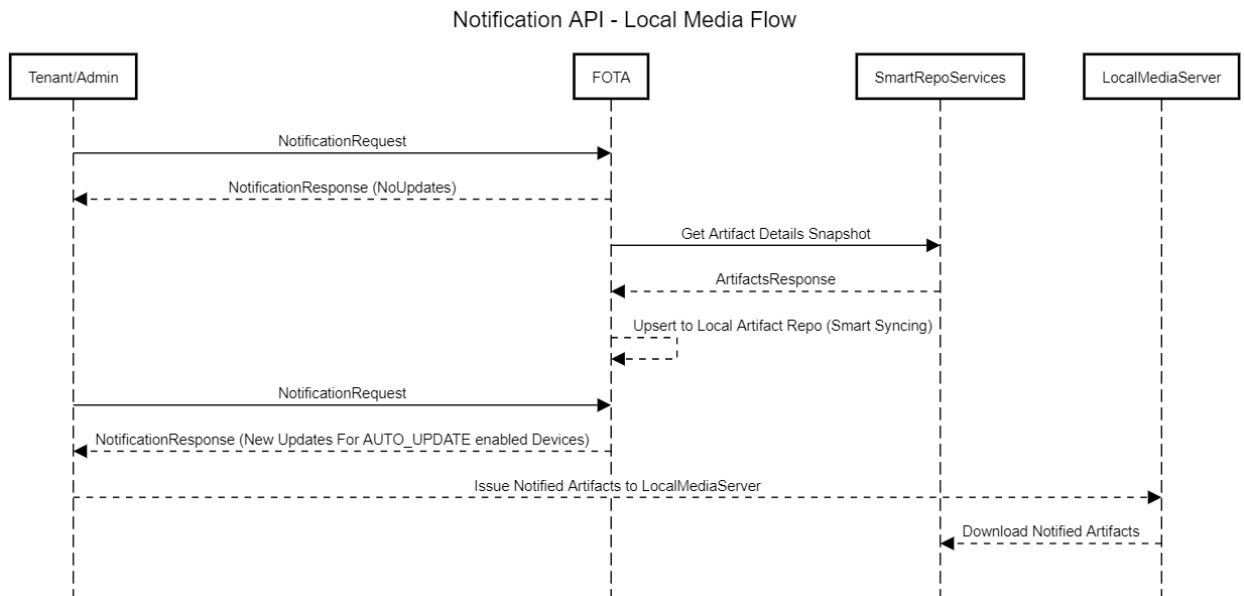 Notification API - Local Media Flow
Tenant/Admin
FOTA
SmartRepoServices
LocalMediaServer
NotificationRequest
NotificationResponse (NoUpdates)
Get Artifact Details Snapshot
ArtifactsResponse
Upsert to Local Artifact Repo (Smart Syncing)
NotificationRequest
NotificationResponse (New Updates For AUTO_UPDATE enabled Devices)
Issue Notified Artifacts to LocalMediaServer
Download Notified Artifacts